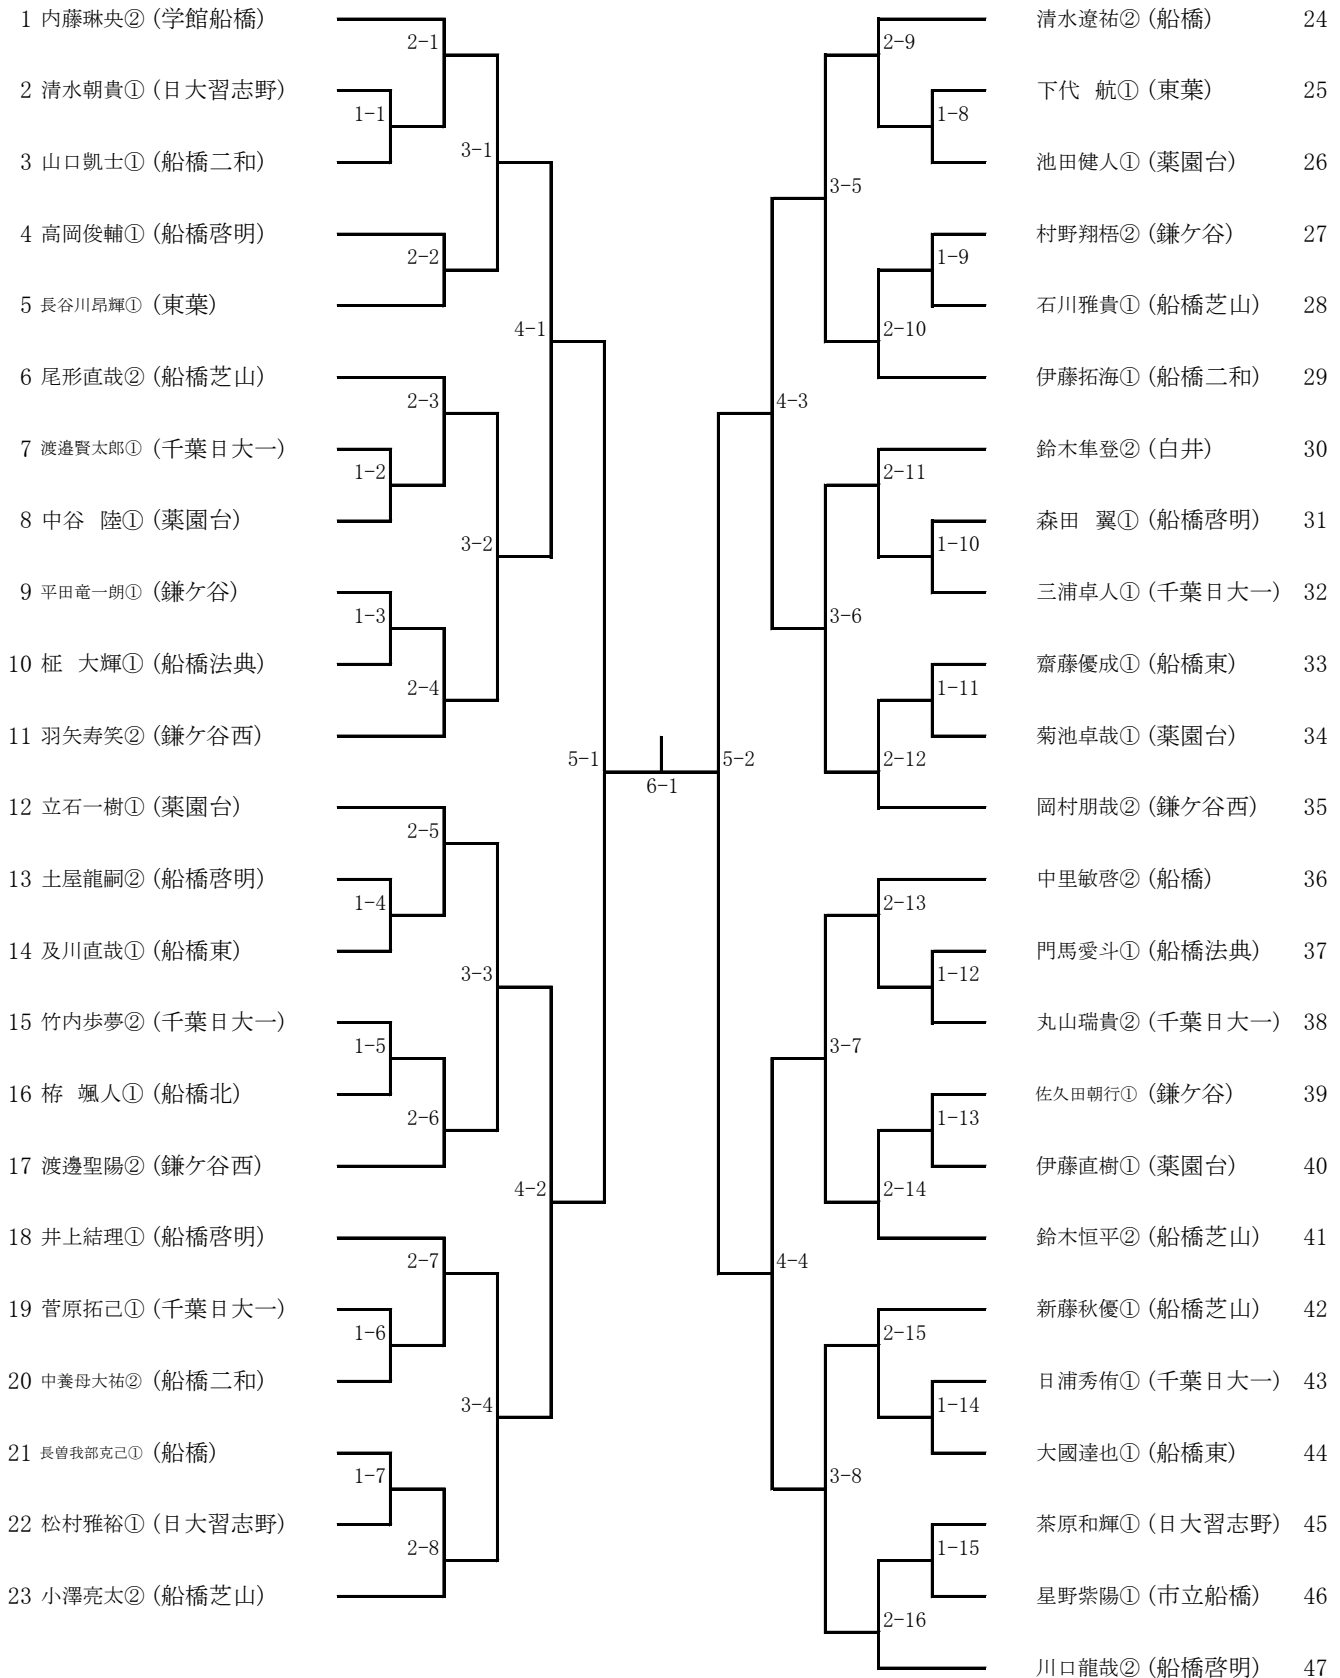 1 内藤琳央② (学館船橋)
2-1
2 清水朝貴① (日大習志野)
1-1
3 山口凱士① (船橋二和)
3-1
4 高岡俊輔① (船橋啓明)
2-2
5 長谷川昂輝① (東葉)
4-1
6 尾形直哉② (船橋芝山)
2-3
7 渡邉賢太郎① (千葉日大一)
1-2
8 中谷 陸① (薬園台)
3-2
9 平田竜一朗① (鎌ケ谷)
1-3
10 柾 大輝① (船橋法典)
2-4
11 羽矢寿笑② (鎌ケ谷西)
5-1
12 立石一樹① (薬園台)
2-5
13 土屋龍嗣② (船橋啓明)
1-4
14 及川直哉① (船橋東)
3-3
15 竹内歩夢② (千葉日大一)
1-5
16 栫 颯人① (船橋北)
2-6
17 渡邊聖陽② (鎌ケ谷西)
4-2
18 井上結理① (船橋啓明)
2-7
19 菅原拓己① (千葉日大一)
1-6
20 中養母大祐② (船橋二和)
3-4
21 長曽我部克己① (船橋)
1-7
22 松村雅裕① (日大習志野)
2-8
23 小澤亮太② (船橋芝山)
6-1
清水遼祐② (船橋) 24
2-9
下代 航① (東葉) 25
1-8
池田健人① (薬園台) 26
3-5
村野翔梧② (鎌ケ谷) 27
1-9
石川雅貴① (船橋芝山) 28
2-10
伊藤拓海① (船橋二和) 29
4-3
鈴木隼登② (白井) 30
2-11
森田 翼① (船橋啓明) 31
1-10
三浦卓人① (千葉日大一) 32
3-6
齋藤優成① (船橋東) 33
1-11
菊池卓哉① (薬園台) 34
2-12
岡村朋哉② (鎌ケ谷西) 35
5-2
中里敏啓② (船橋) 36
2-13
門馬愛斗① (船橋法典) 37
1-12
丸山瑞貴② (千葉日大一) 38
3-7
佐久田朝行① (鎌ケ谷) 39
1-13
伊藤直樹① (薬園台) 40
2-14
鈴木恒平② (船橋芝山) 41
4-4
新藤秋優① (船橋芝山) 42
2-15
日浦秀侑① (千葉日大一) 43
1-14
大國達也① (船橋東) 44
3-8
茶原和輝① (日大習志野) 45
1-15
星野紫陽① (市立船橋) 46
2-16
川口龍哉② (船橋啓明) 47